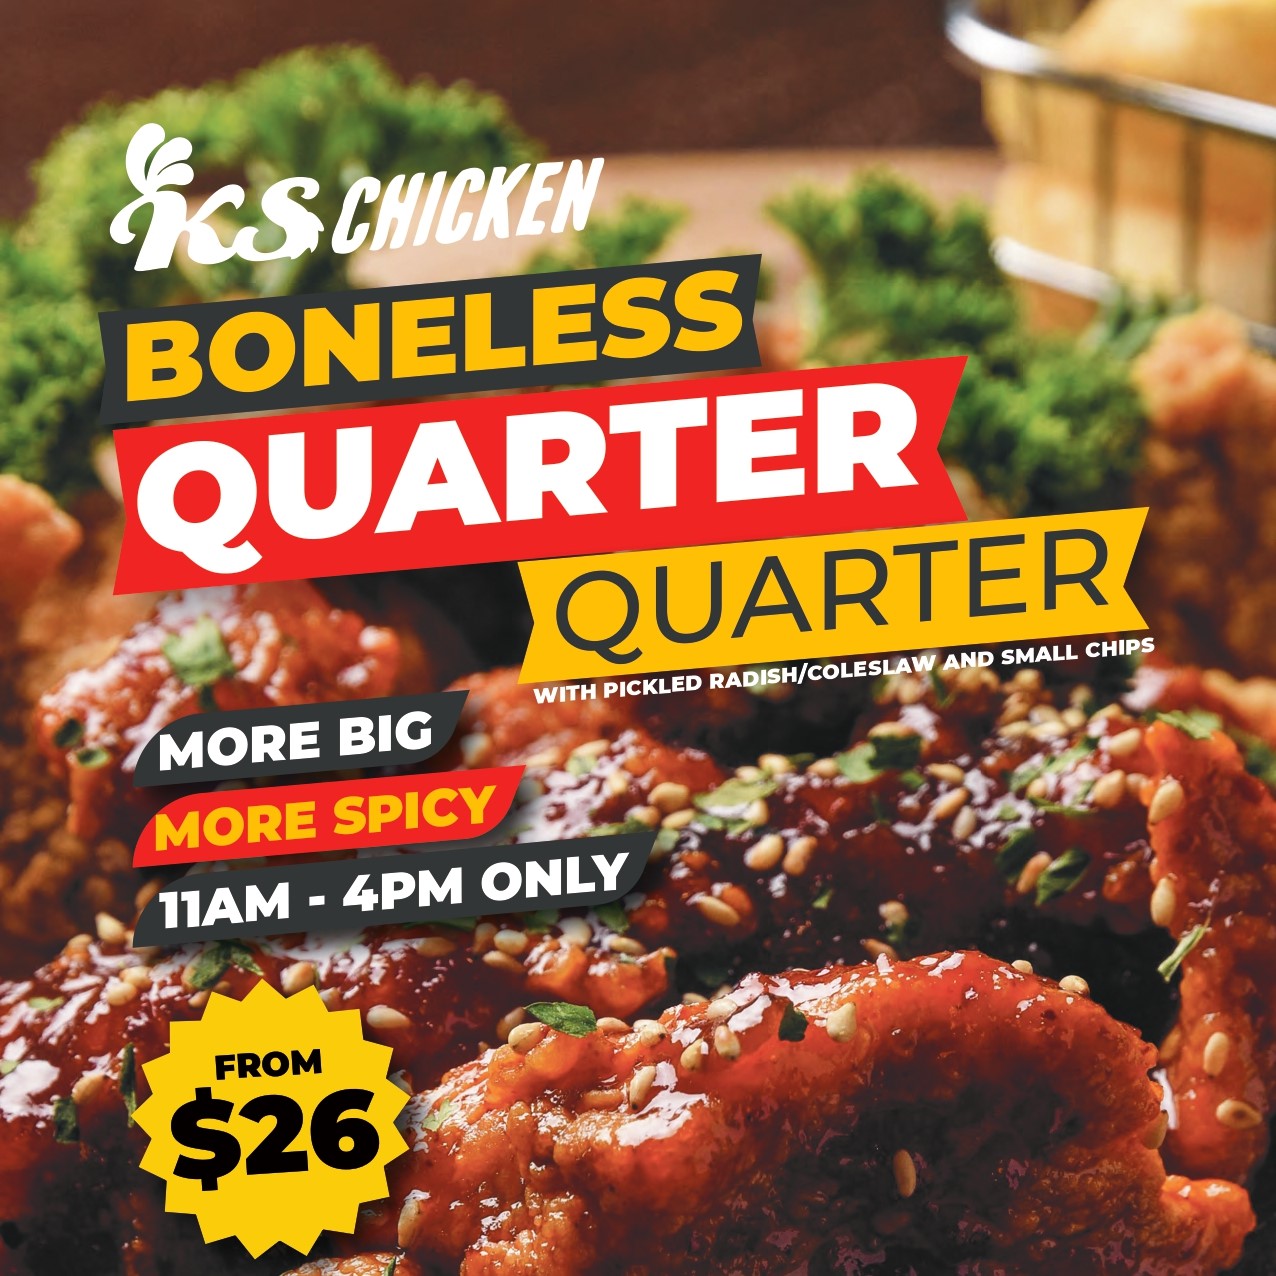 KS CHICKEN
BONELESS
QUARTER
QUARTER
WITH PICKLED RADISH/COLESLAW AND SMALL CHIPS
MORE BIG
MORE SPICY
11AM - 4PM ONLY
FROM
$26